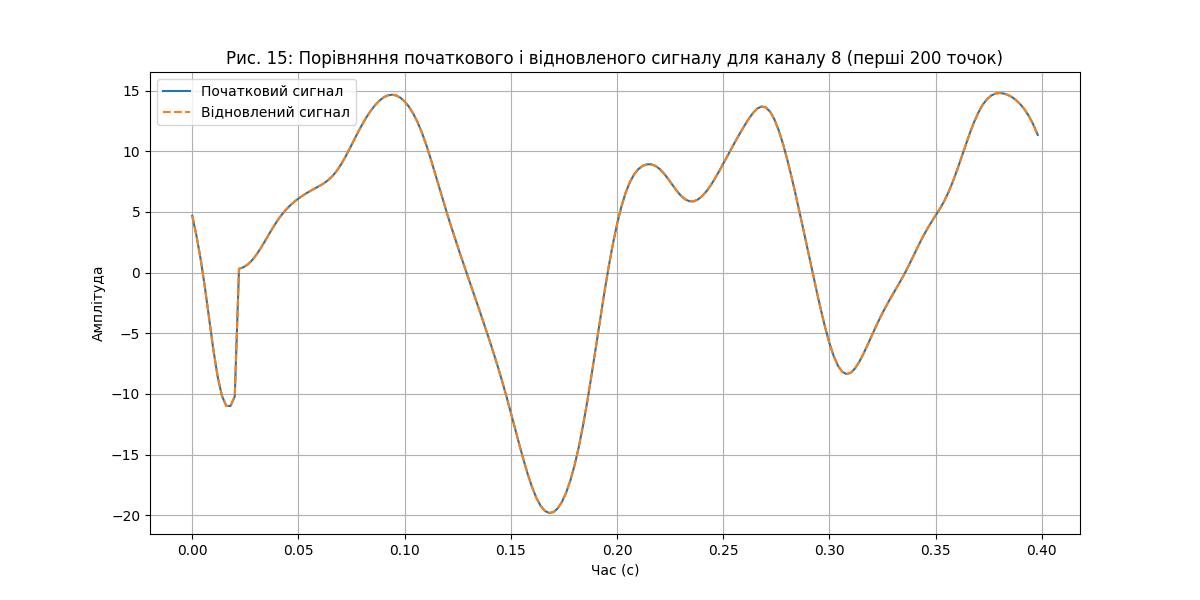 Рис. 15: Порівняння початкового і відновленого сигналу для каналу 8 (перші 200 точок)
Початковий сигнал
Відновлений сигнал
15
10
5
0
−5
−10
−15
−20
Амплітуда
0.00 0.05 0.10 0.15 0.20 0.25 0.30 0.35 0.40
Час (с)